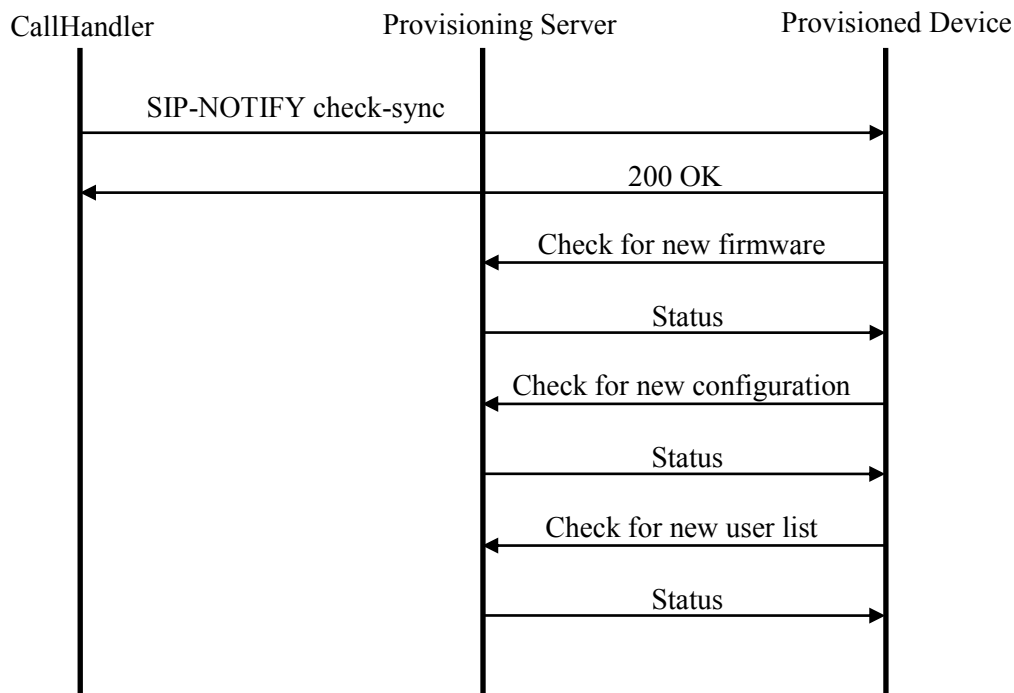 CallHandler
Provisioning Server
Provisioned Device
SIP-NOTIFY check-sync
200 OK
Check for new firmware
Status
Check for new configuration
Status
Check for new user list
Status